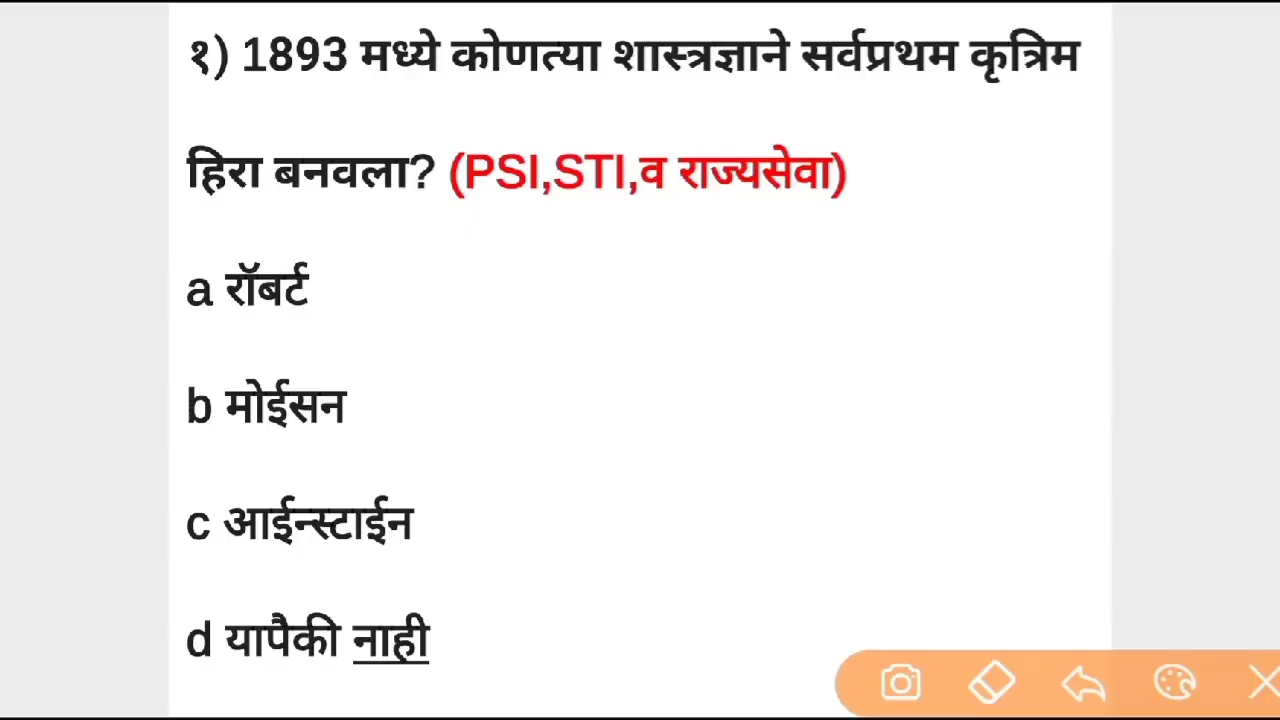 १) 1893 मध्ये कोणत्या शास्त्रज्ञाने सर्वप्रथम कृत्रिम
हिरा बनवला? (PSI,STI,व राज्यसेवा)
a रॉबर्ट
b मोईसन
c आईन्स्टाईन
d यापैकी नाही